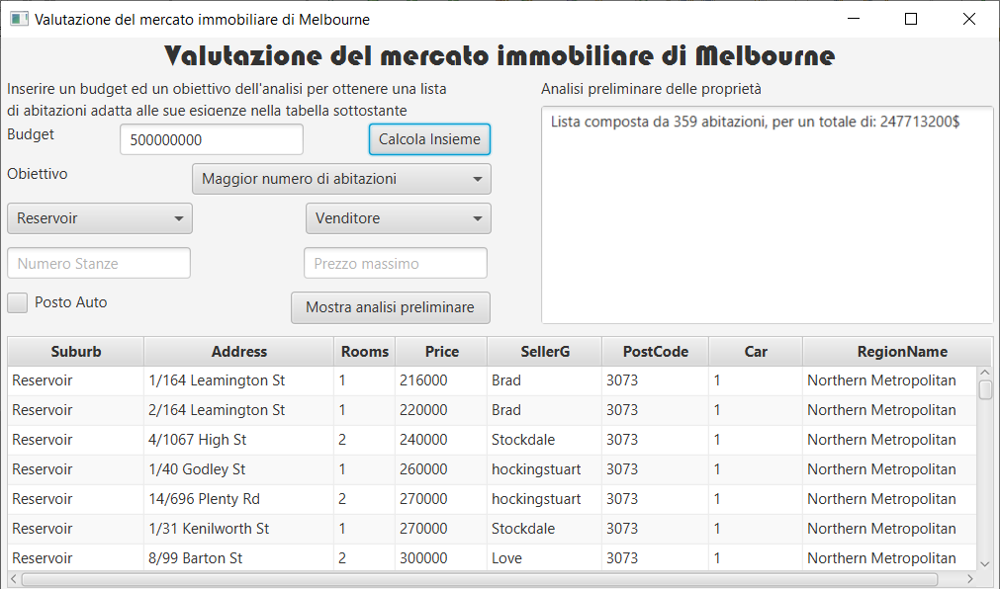 Valutazione del mercato immobiliare di Melbourne
Valutazione del mercato immobiliare di Melbourne
Inserire un budget ed un obiettivo dell'analisi per ottenere una lista
di abitazioni adatta alle sue esigenze nella tabella sottostante
Budget 500000000 Calcola Insieme
Obiettivo Maggior numero di abitazioni
Reservoir Venditore
Numero Stanze Prezzo massimo
Posto Auto Mostra analisi preliminare
Analisi preliminare delle proprietà
Lista composta da 359 abitazioni, per un totale di: 247713200$
Suburb Address Rooms Price SellerG PostCode Car RegionName
Reservoir 1/164 Leamington St 1 216000 Brad 3073 1 Northern Metropolitan
Reservoir 2/164 Leamington St 1 220000 Brad 3073 1 Northern Metropolitan
Reservoir 4/1067 High St 2 240000 Stockdale 3073 1 Northern Metropolitan
Reservoir 1/40 Godley St 1 260000 hockingstuart 3073 1 Northern Metropolitan
Reservoir 14/696 Plenty Rd 2 270000 hockingstuart 3073 1 Northern Metropolitan
Reservoir 1/31 Kenilworth St 1 270000 Stockdale 3073 1 Northern Metropolitan
Reservoir 8/99 Barton St 2 300000 Love 3073 1 Northern Metropolitan